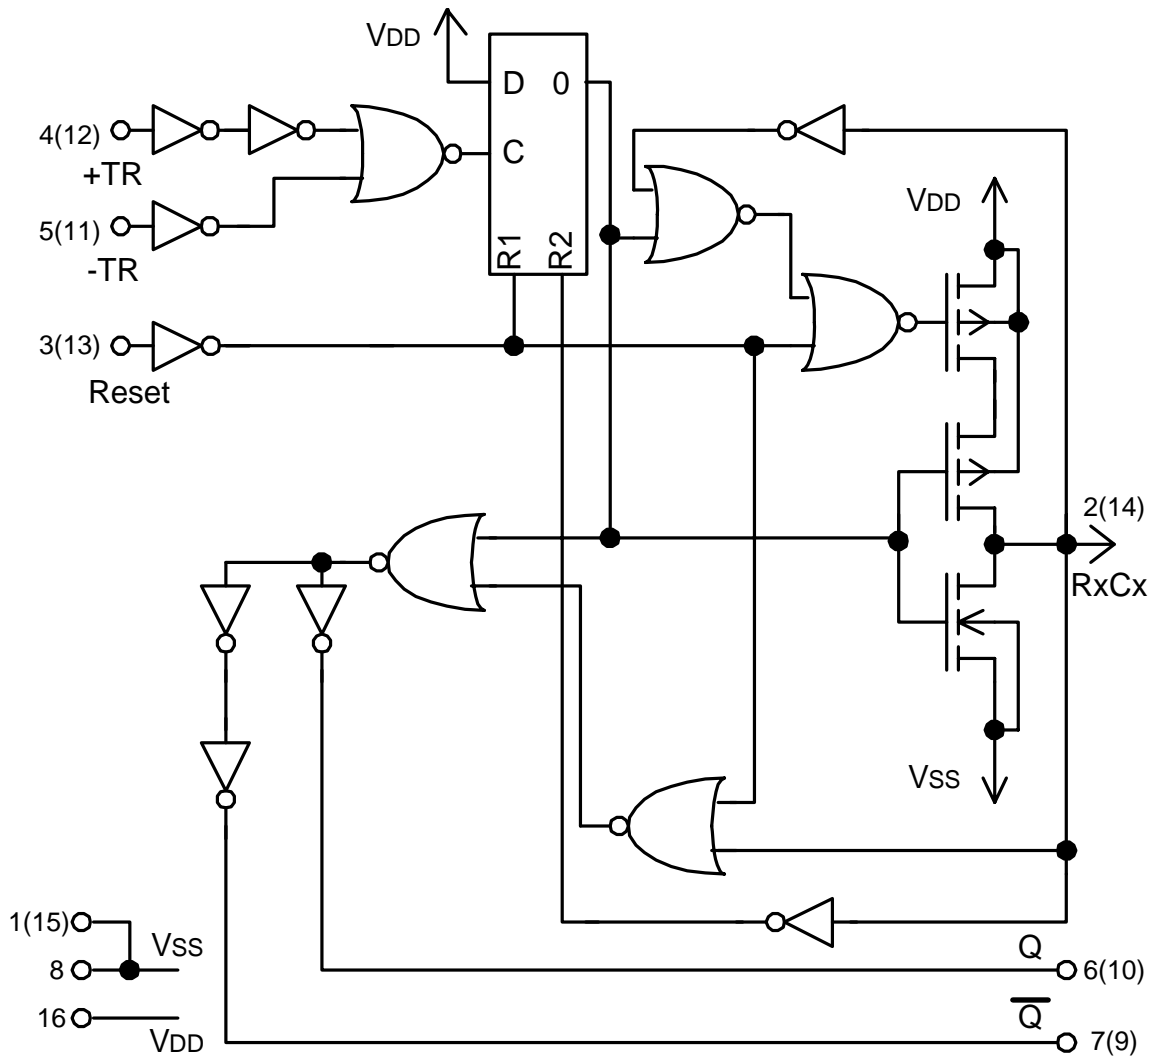 VDD
D 0
4(12)
+TR
C
VDD
5(11)
-TR
R1 R2
3(13)
Reset
2(14)
RxCx
VSS
1(15)
VSS
8
Q
6(10)
16
VDD
Q̅
7(9)